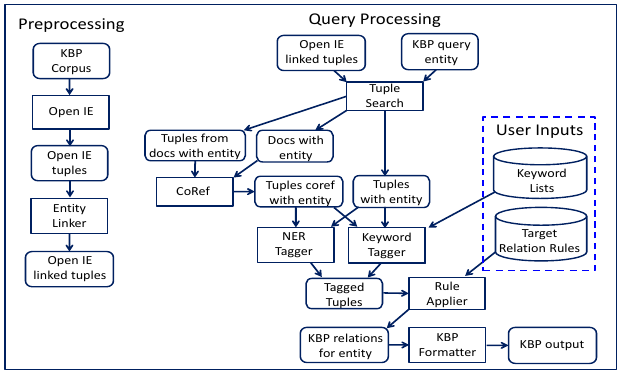 Preprocessing
KBP
Corpus
Open IE
Open IE
tuples
Entity
Linker
Open IE
linked tuples
Query Processing
Open IE
linked tuples
KBP query
entity
Tuple
Search
Tuples from
docs with entity
Docs with
entity
CoRef
Tuples coref
with entity
Tuples
with entity
NER
Tagger
Keyword
Tagger
Tagged
Tuples
Rule
Applier
KBP relations
for entity
KBP
Formatter
KBP output
User Inputs
Keyword
Lists
Target
Relation Rules